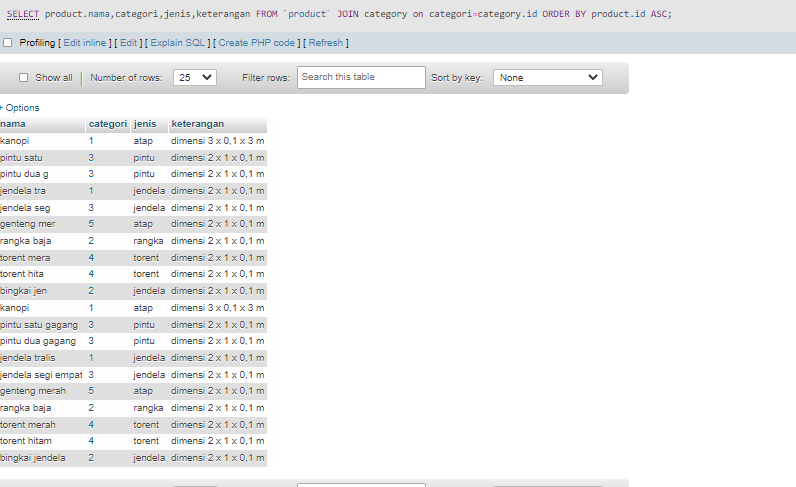 SELECT product.nama,categori,jenis,keterangan FROM `product` JOIN category on categori=category.id ORDER BY product.id ASC;
Profiling [ Edit inline ] [ Edit ] [ Explain SQL ] [ Create PHP code ] [ Refresh ]
Show all Number of rows: 25 Filter rows: Search this table Sort by key: None
+ Options
nama categori jenis keterangan
kanopi 1 atap dimensi 3 x 0,1 x 3 m
pintu satu 3 pintu dimensi 2 x 1 x 0,1 m
pintu dua g 3 pintu dimensi 2 x 1 x 0,1 m
jendela tra 1 jendela dimensi 2 x 1 x 0,1 m
jendela seg 3 jendela dimensi 2 x 1 x 0,1 m
genteng mer 5 atap dimensi 2 x 1 x 0,1 m
rangka baja 2 rangka dimensi 2 x 1 x 0,1 m
torent mera 4 torent dimensi 2 x 1 x 0,1 m
torent hita 4 torent dimensi 2 x 1 x 0,1 m
bingkai jen 2 jendela dimensi 2 x 1 x 0,1 m
kanopi 1 atap dimensi 3 x 0,1 x 3 m
pintu satu gagang 3 pintu dimensi 2 x 1 x 0,1 m
pintu dua gagang 3 pintu dimensi 2 x 1 x 0,1 m
jendela tralis 1 jendela dimensi 2 x 1 x 0,1 m
jendela segi empat 3 jendela dimensi 2 x 1 x 0,1 m
genteng merah 5 atap dimensi 2 x 1 x 0,1 m
rangka baja 2 rangka dimensi 2 x 1 x 0,1 m
torent merah 4 torent dimensi 2 x 1 x 0,1 m
torent hitam 4 torent dimensi 2 x 1 x 0,1 m
bingkai jendela 2 jendela dimensi 2 x 1 x 0,1 m